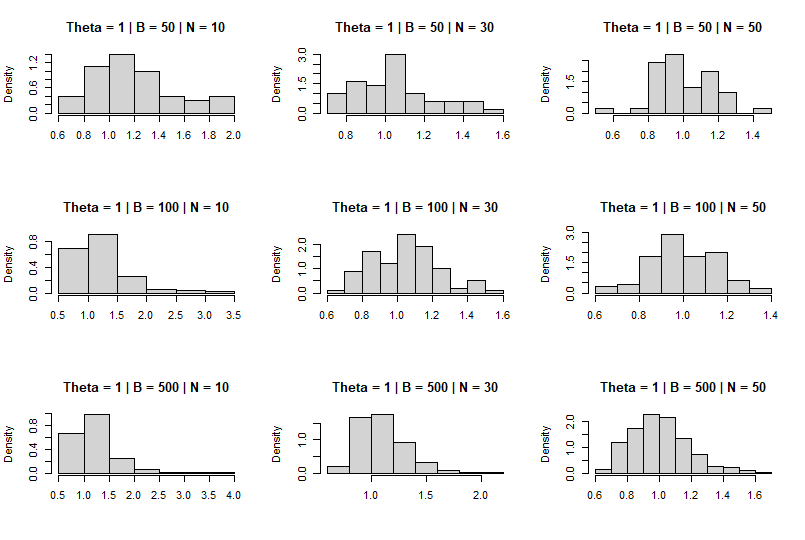 Theta = 1 | B = 50 | N = 10
Density
0.0 0.6 1.2
0.6 0.8 1.0 1.2 1.4 1.6 1.8 2.0
Theta = 1 | B = 50 | N = 30
Density
0.0 1.5 3.0
0.8 1.0 1.2 1.4 1.6
Theta = 1 | B = 50 | N = 50
Density
0.0 1.5
0.6 0.8 1.0 1.2 1.4
Theta = 1 | B = 100 | N = 10
Density
0.0 0.4 0.8
0.5 1.0 1.5 2.0 2.5 3.0 3.5
Theta = 1 | B = 100 | N = 30
Density
0.0 1.0 2.0
0.6 0.8 1.0 1.2 1.4 1.6
Theta = 1 | B = 100 | N = 50
Density
0.0 1.5 3.0
0.6 0.8 1.0 1.2 1.4
Theta = 1 | B = 500 | N = 10
Density
0.0 0.4 0.8
0.5 1.0 1.5 2.0 2.5 3.0 3.5 4.0
Theta = 1 | B = 500 | N = 30
Density
0.0 1.0
1.0 1.5 2.0
Theta = 1 | B = 500 | N = 50
Density
0.0 1.0 2.0
0.6 0.8 1.0 1.2 1.4 1.6